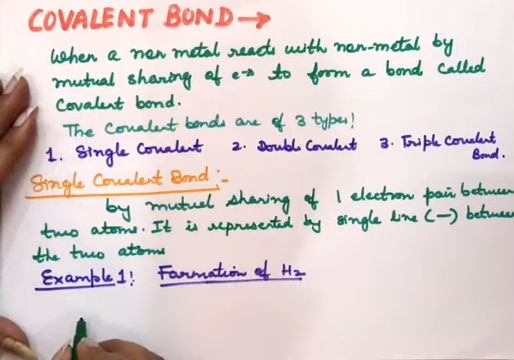 COVALENT BOND →
When a non metal reacts with non-metal by
mutual sharing of e-s to form a bond called
Covalent bond.
The Covalent bonds are of 3 types!
1. Single Covalent 2. Double Covalent 3. Triple Covalent
Bond.
Single Covalent Bond:-
by mutual sharing of 1 electron pair between
two atoms. It is represented by single line (—) between
the two atoms
Example 1: Formation of H2